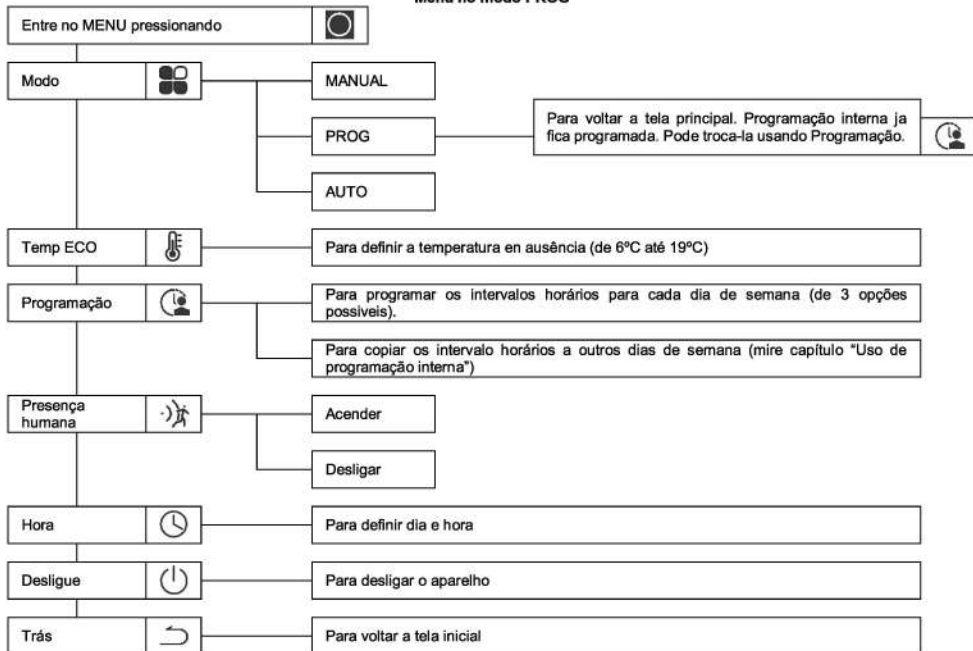 Menu no modo PROG
Entre no MENU pressionando
Modo
MANUAL
PROG
Para voltar a tela principal. Programação interna ja
fica programada. Pode troca-la usando Programação.
AUTO
Temp ECO
Para definir a temperatura en ausência (de 6ºC até 19ºC)
Programação
Para programar os intervalos horários para cada dia de semana (de 3 opções
possiveis).
Para copiar os intervalo horários a outros dias de semana (mire capítulo “Uso de
programação interna”)
Presença
humana
Acender
Desligar
Hora
Para definir dia e hora
Desligue
Para desligar o aparelho
Trás
Para voltar a tela inicial